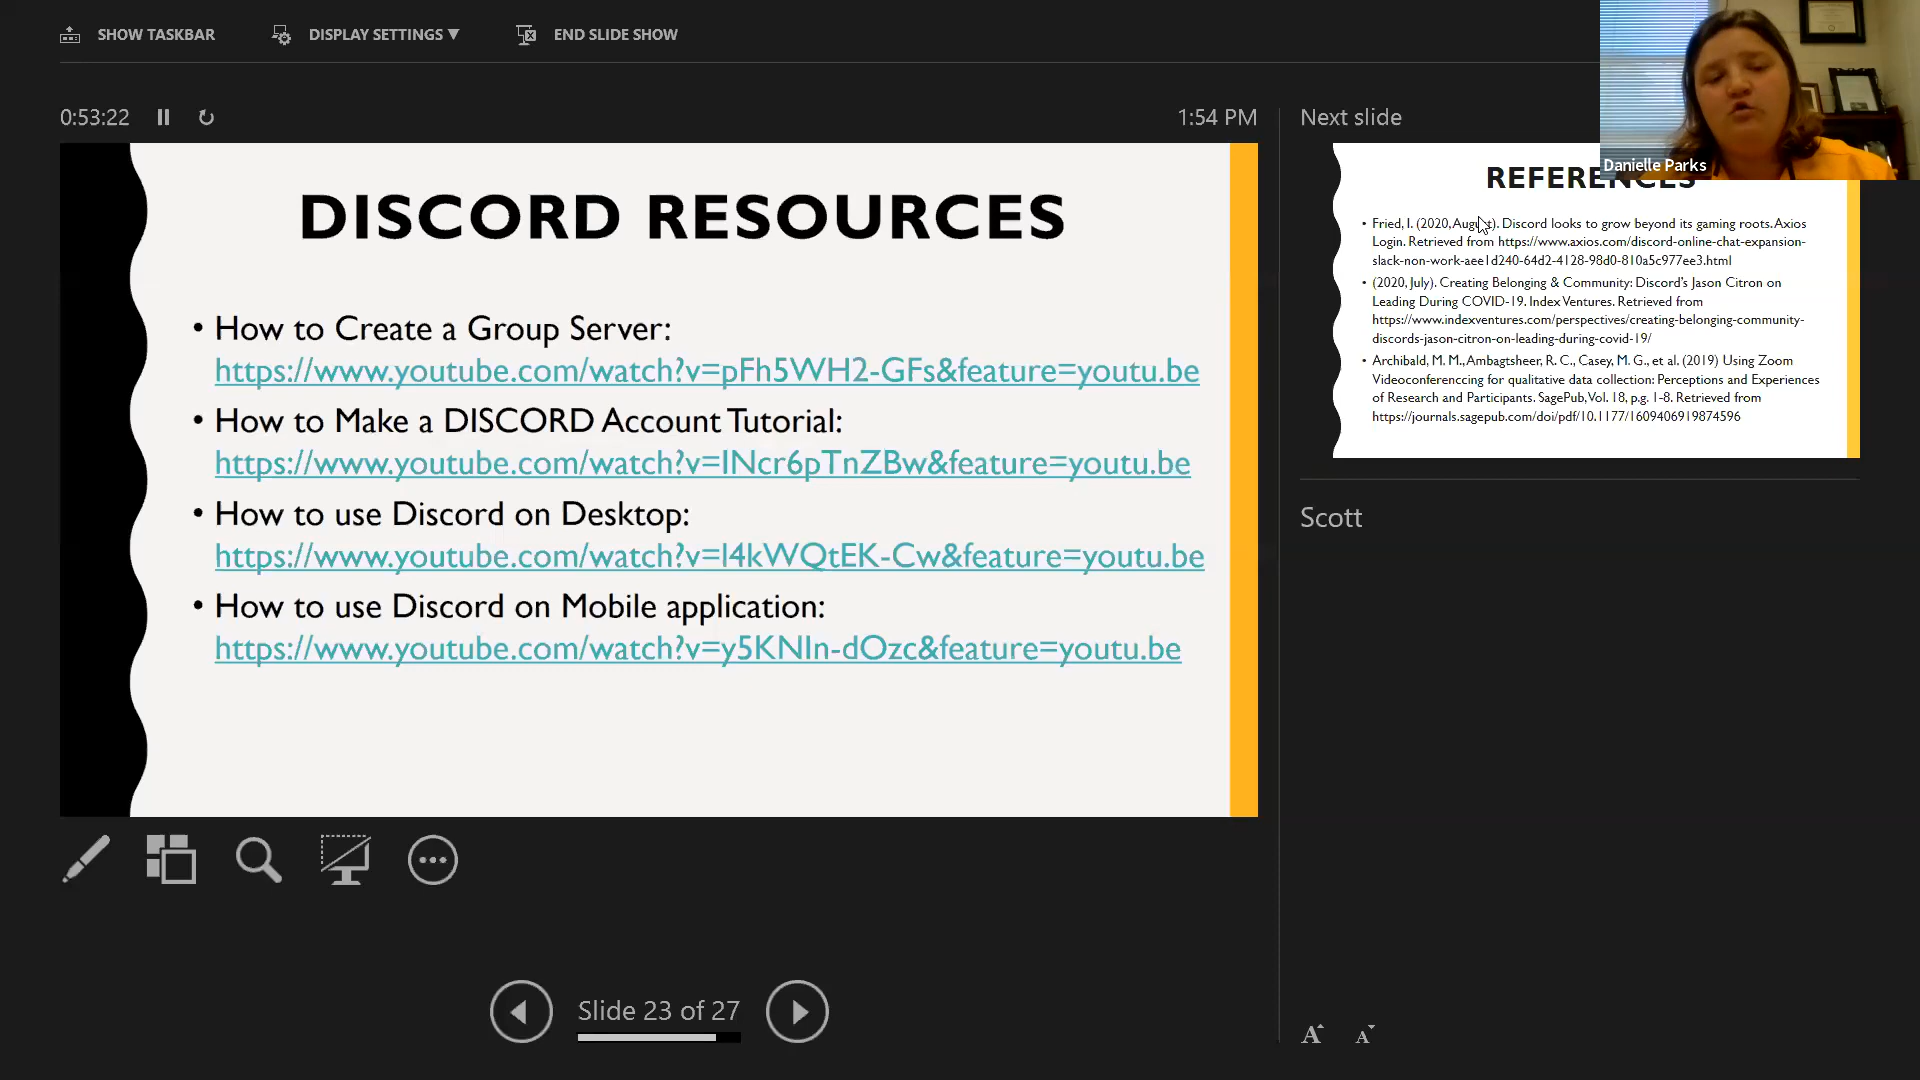 SHOW TASKBAR
DISPLAY SETTINGS ▼
END SLIDE SHOW
0:53:22
1:54 PM
DISCORD RESOURCES
• How to Create a Group Server:
https://www.youtube.com/watch?v=pFh5WH2-GFs&feature=youtu.be
• How to Make a DISCORD Account Tutorial:
https://www.youtube.com/watch?v=lNcr6pTnZBw&feature=youtu.be
• How to use Discord on Desktop:
https://www.youtube.com/watch?v=l4kWQtEK-Cw&feature=youtu.be
• How to use Discord on Mobile application:
https://www.youtube.com/watch?v=y5KNIn-dOzc&feature=youtu.be
Slide 23 of 27
Next slide
Danielle Parks
REFERENCES
• Fried, I. (2020, August). Discord looks to grow beyond its gaming roots. Axios
Login. Retrieved from https://www.axios.com/discord-online-chat-expansion-
slack-non-work-aee1d240-64d2-4128-98d0-810a5c977ee3.html
• (2020, July). Creating Belonging & Community: Discord's Jason Citron on
Leading During COVID-19. Index Ventures. Retrieved from
https://www.indexventures.com/perspectives/creating-belonging-community-
discords-jason-citron-on-leading-during-covid-19/
• Archibald, M. M., Ambagtsheer, R. C., Casey, M. G., et al. (2019) Using Zoom
Videoconferenccing for qualitative data collection: Perceptions and Experiences
of Research and Participants. SagePub, Vol. 18, p.g. 1-8. Retrieved from
https://journals.sagepub.com/doi/pdf/10.1177/1609406919874596
Scott
A A